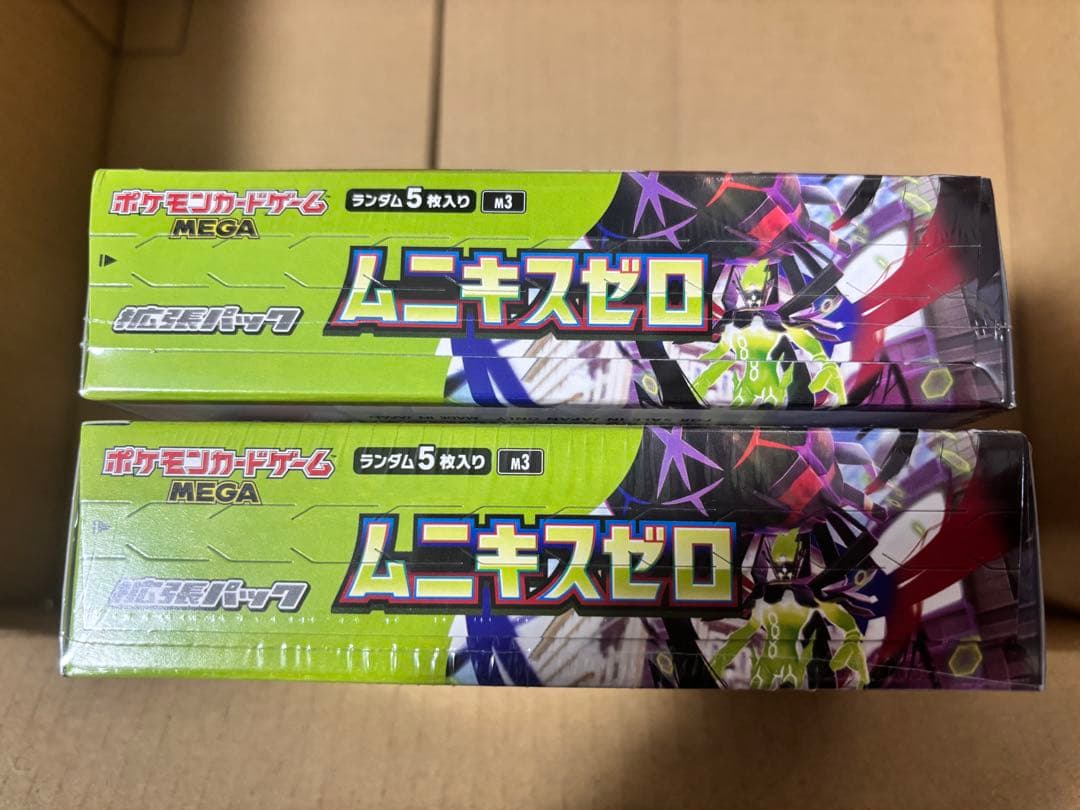 ポケモンカードゲーム
MEGA
ランダム5枚入り
M3
拡張パック
ムニキスゼロ
ポケモンカードゲーム
MEGA
ランダム5枚入り
M3
拡張パック
ムニキスゼロ